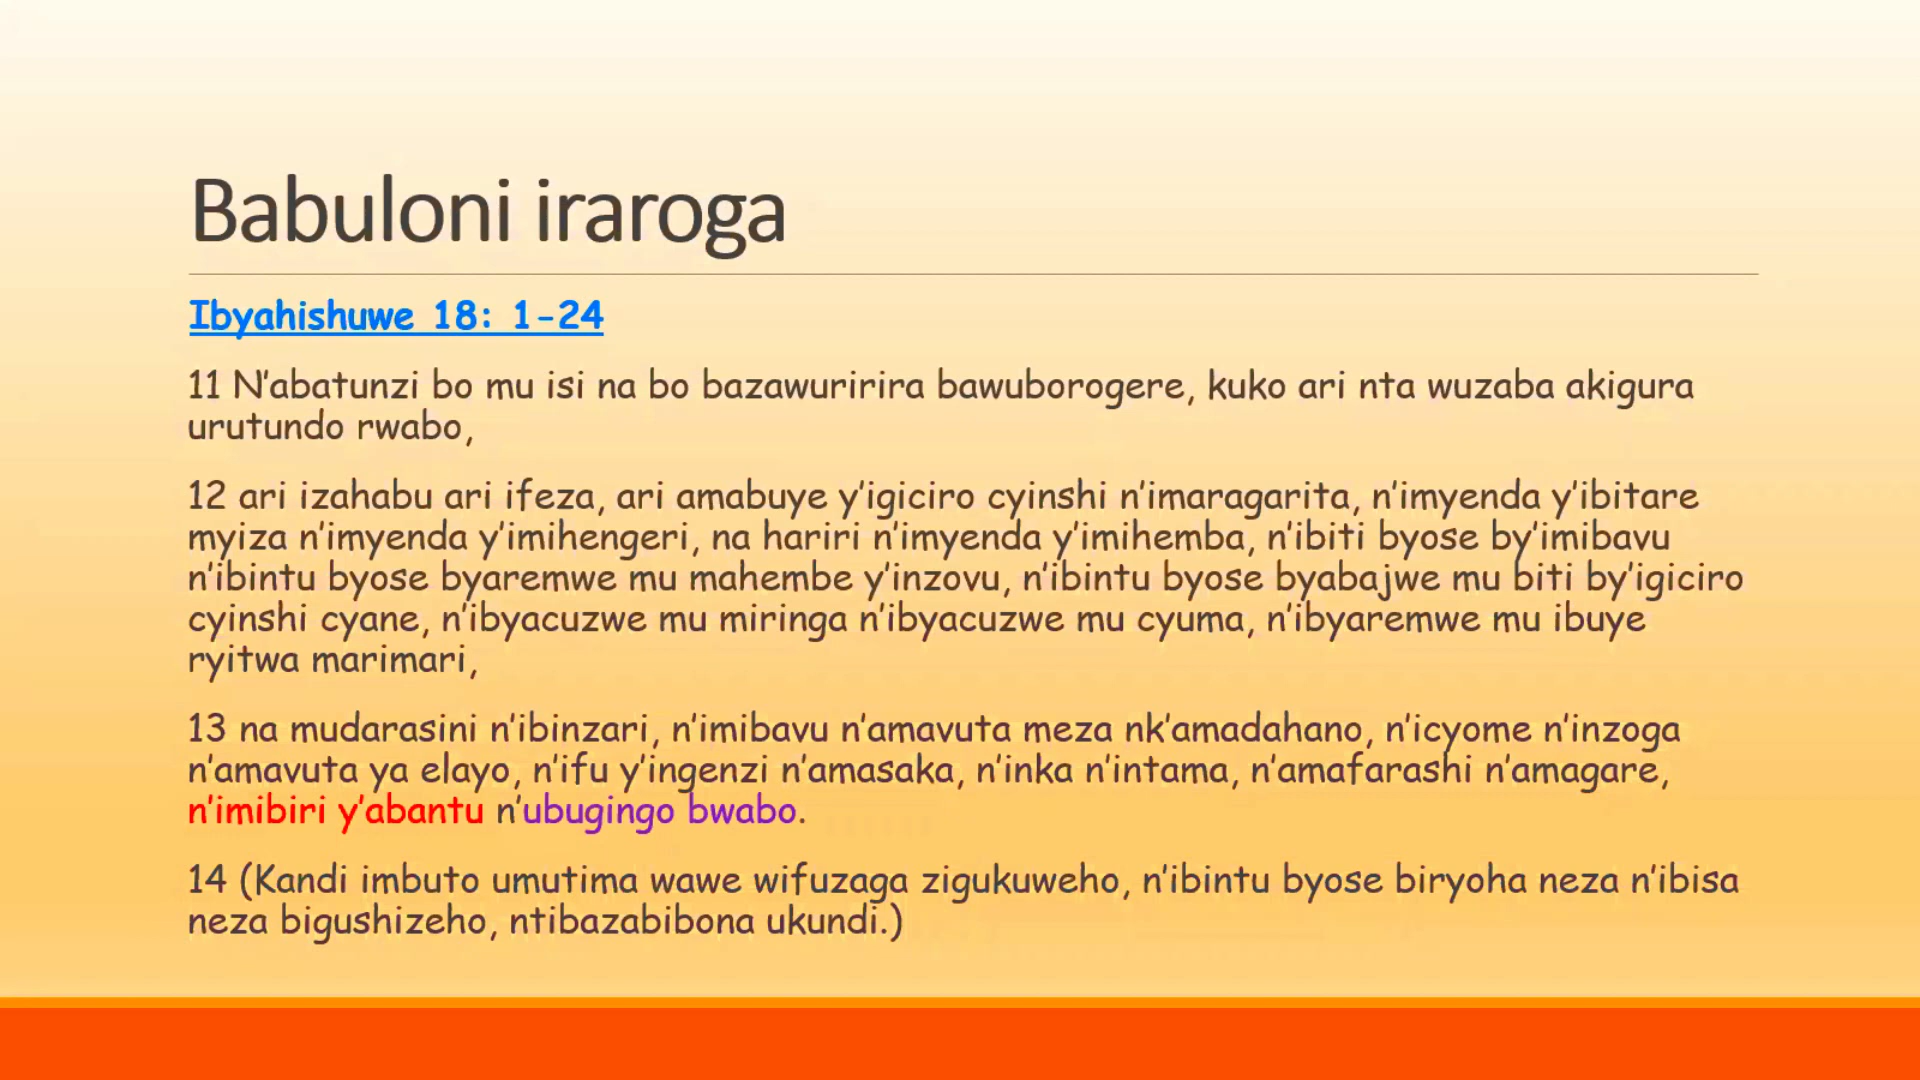 Babuloni iraroga
Ibyahishuwe 18: 1-24
11 N’abatunzi bo mu isi na bo bazawuririra bawuborogere, kuko ari nta wuzaba akigura
urutundo rwabo,
12 ari izahabu ari ifeza, ari amabuye y’igiciro cyinshi n’imaragarita, n’imyenda y’ibitare
myiza n’imyenda y’imihengeri, na hariri n’imyenda y’imihemba, n’ibiti byose by’imibavu
n’ibintu byose byaremwe mu mahembe y’inzovu, n’ibintu byose byabajwe mu biti by’igiciro
cyinshi cyane, n’ibyacuzwe mu miringa n’ibyacuzwe mu cyuma, n’ibyaremwe mu ibuye
ryitwa marimari,
13 na mudarasini n’ibinzari, n’imibavu n’amavuta meza nk’amadahano, n’icyome n’inzoga
n’amavuta ya elayo, n’ifu y’ingenzi n’amasaka, n’inka n’intama, n’amafarashi n’amagare,
n’imibiri y’abantu n’ubugingo bwabo.
14 (Kandi imbuto umutima wawe wifuzaga zigukuweho, n’ibintu byose biryoha neza n’ibisa
neza bigushizeho, ntibazabibona ukundi.)